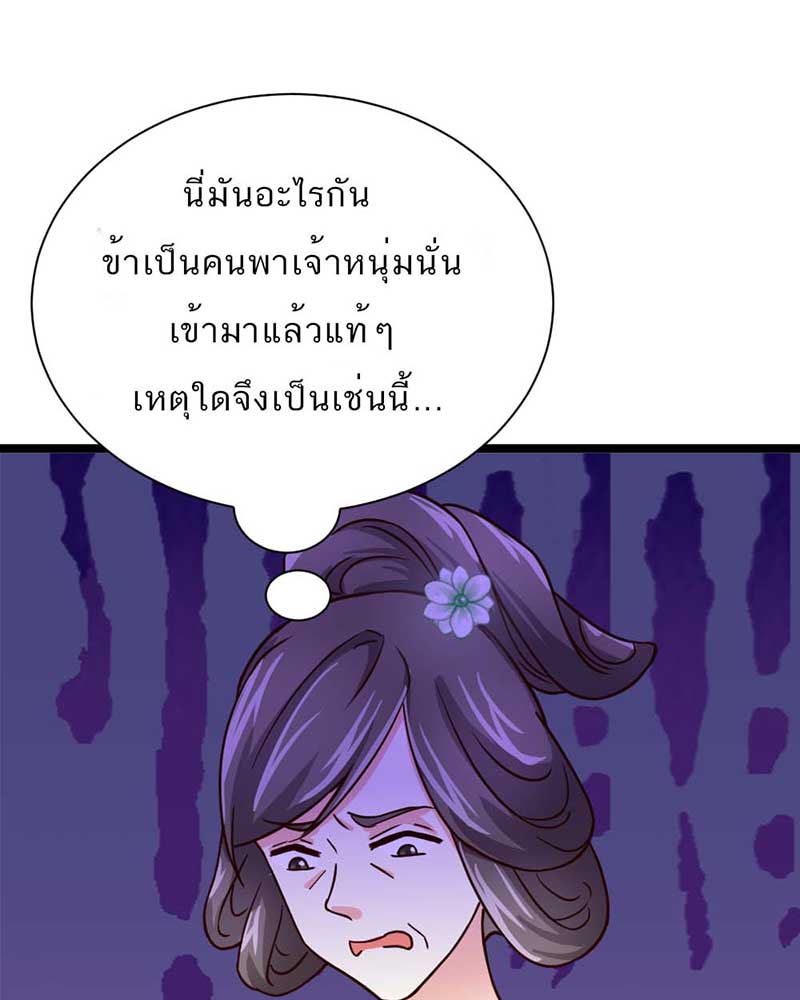 นี่มันอะไรกัน
ข้าเป็นคนพาเจ้าหนุ่มนั่น
เข้ามาแล้วแท้ๆ
เหตุใดจึงเป็นเช่นนี้...